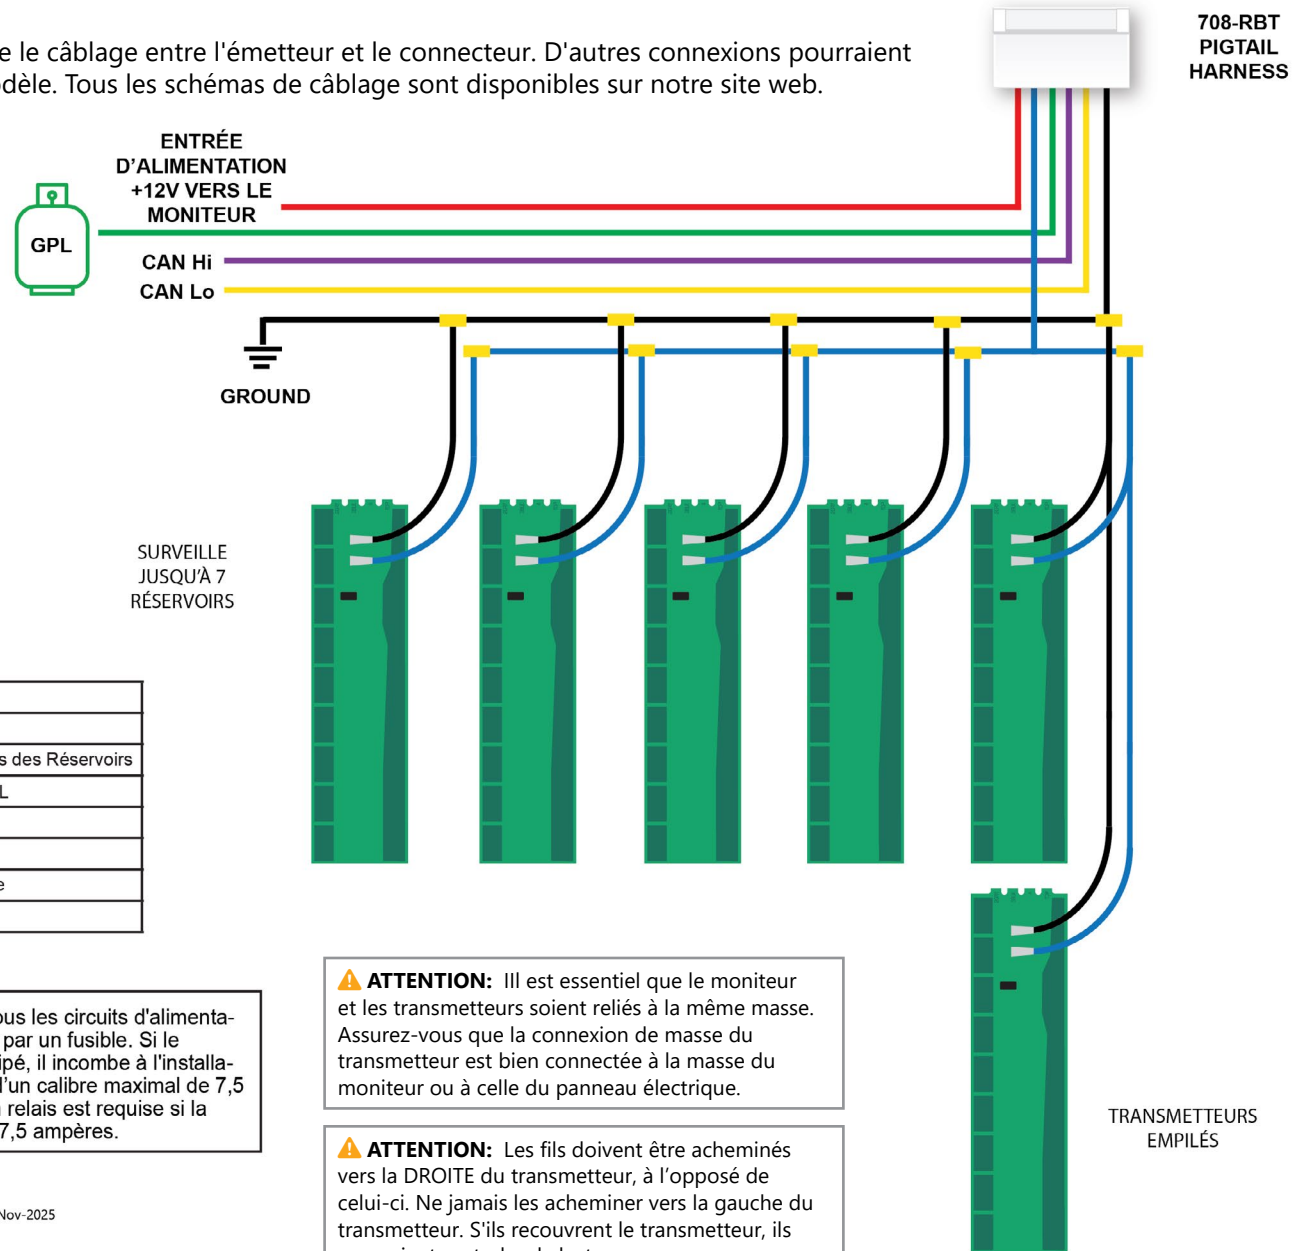 e le câblage entre l'émetteur et le connecteur. D'autres connexions pourraient
odèle. Tous les schémas de câblage sont disponibles sur notre site web.
708-RBT
PIGTAIL
HARNESS
ENTRÉE
D'ALIMENTATION
+12V VERS LE
MONITEUR
GPL
CAN Hi
CAN Lo
GROUND
SURVEILLE
JUSQU'À 7
RÉSERVOIRS
s des Réservoirs
L
e
ous les circuits d'alimenta-
par un fusible. Si le
ipé, il incombe à l'installa-
d'un calibre maximal de 7,5
relais est requise si la
7,5 ampères.
Nov-2025
ATTENTION: Ill est essentiel que le moniteur
et les transmetteurs soient reliés à la même masse.
Assurez-vous que la connexion de masse du
transmetteur est bien connectée à la masse du
moniteur ou à celle du panneau électrique.
ATTENTION: Les fils doivent être acheminés
vers la DROITE du transmetteur, à l'opposé de
celui-ci. Ne jamais les acheminer vers la gauche du
transmetteur. S'ils recouvrent le transmetteur, ils
TRANSMETTEURS
EMPILÉS